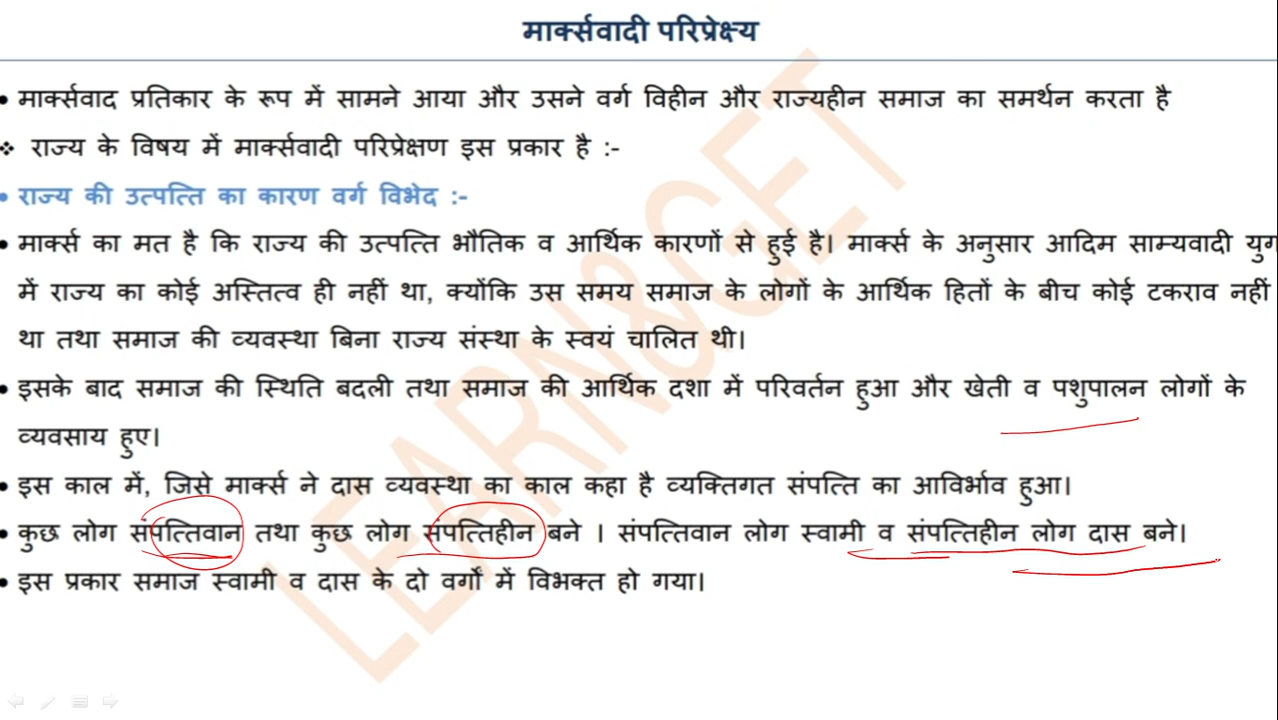 मार्क्सवादी परिप्रेक्ष्य
• मार्क्सवाद प्रतिकार के रूप में सामने आया और उसने वर्ग विहीन और राज्यहीन समाज का समर्थन करता है
❖ राज्य के विषय में मार्क्सवादी परिप्रेक्षण इस प्रकार है :-
• राज्य की उत्पत्ति का कारण वर्ग विभेद :-
• मार्क्स का मत है कि राज्य की उत्पत्ति भौतिक व आर्थिक कारणों से हुई है। मार्क्स के अनुसार आदिम साम्यवादी युग
में राज्य का कोई अस्तित्व ही नहीं था, क्योंकि उस समय समाज के लोगों के आर्थिक हितों के बीच कोई टकराव नहीं
था तथा समाज की व्यवस्था बिना राज्य संस्था के स्वयं चालित थी।
• इसके बाद समाज की स्थिति बदली तथा समाज की आर्थिक दशा में परिवर्तन हुआ और खेती व पशुपालन लोगों के
व्यवसाय हुए।
• इस काल में, जिसे मार्क्स ने दास व्यवस्था का काल कहा है व्यक्तिगत संपत्ति का आविर्भाव हुआ।
• कुछ लोग संपत्तिवान तथा कुछ लोग संपत्तिहीन बने । संपत्तिवान लोग स्वामी व संपत्तिहीन लोग दास बने।
• इस प्रकार समाज स्वामी व दास के दो वर्गों में विभक्त हो गया।
LEARN&GET